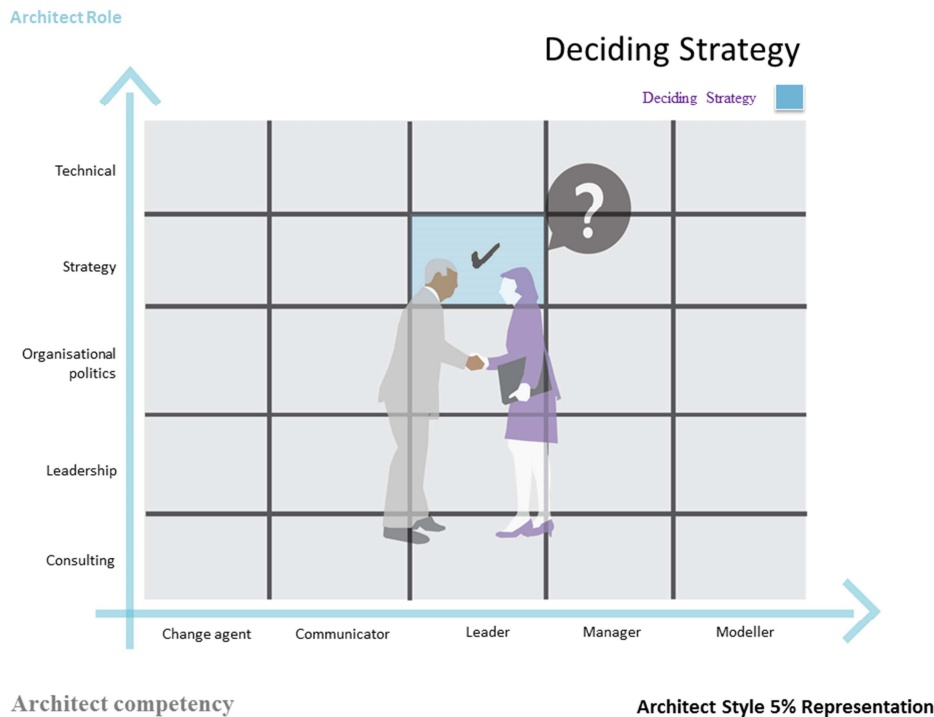 Architect Role
Deciding Strategy
Deciding Strategy
Technical
?
Strategy
Organisational
politics
Leadership
Consulting
Change agent
Communicator
Leader
Manager
Modeller
Architect competency
Architect Style 5% Representation